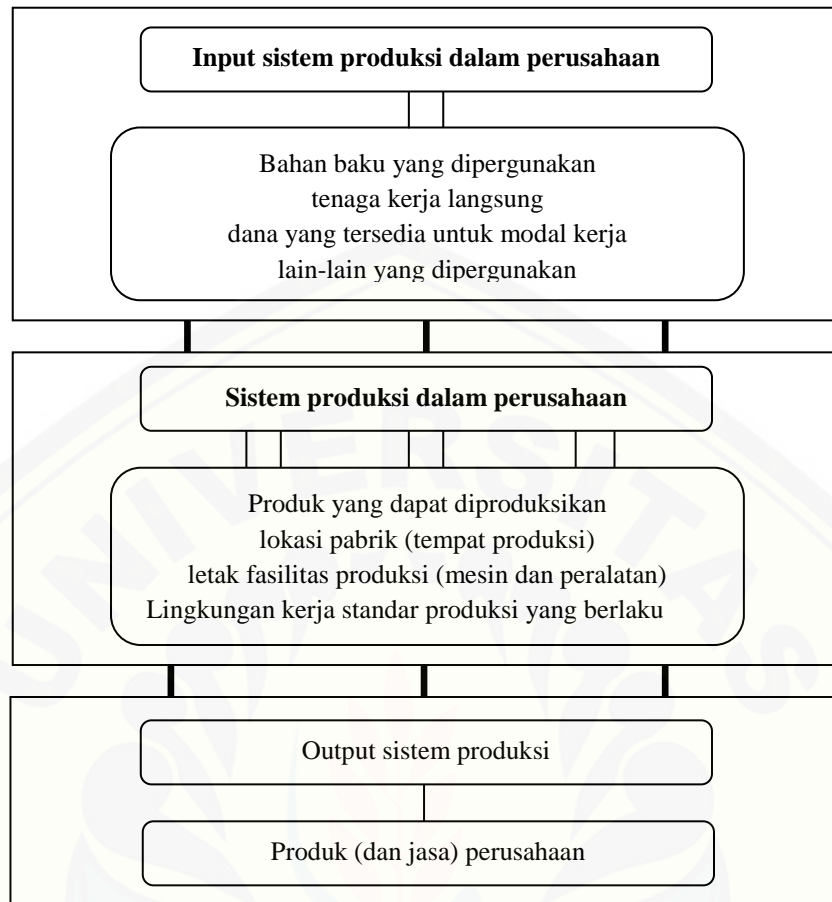 Input sistem produksi dalam perusahaan
Bahan baku yang dipergunakan
tenaga kerja langsung
dana yang tersedia untuk modal kerja
lain-lain yang dipergunakan
Sistem produksi dalam perusahaan
Produk yang dapat diproduksikan
lokasi pabrik (tempat produksi)
letak fasilitas produksi (mesin dan peralatan)
Lingkungan kerja standar produksi yang berlaku
Output sistem produksi
Produk (dan jasa) perusahaan
UNIVERSITAS